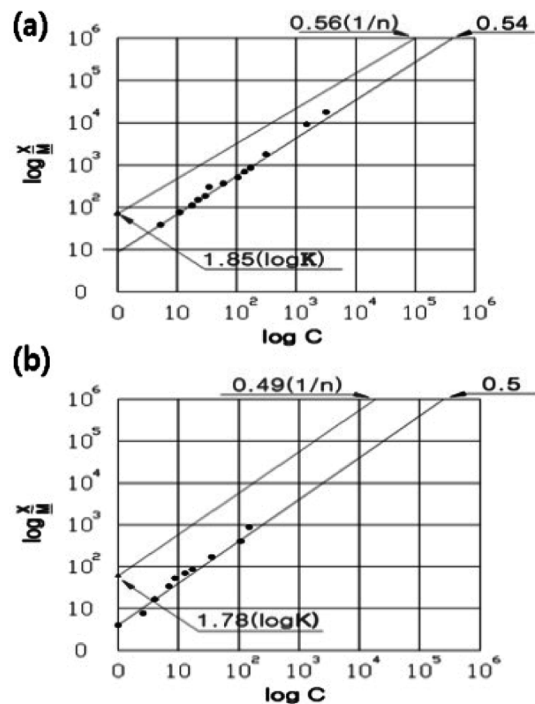 (a)
0.56(1/n) 0.54
10⁶
10⁵
10⁴
10³
10²
10
0
log X/M
1.85(logK)
0 10 10² 10³ 10⁴ 10⁵ 10⁶
log C
(b)
0.49(1/n) 0.5
10⁶
10⁵
10⁴
10³
10²
10
0
log X/M
1.78(logK)
0 10 10² 10³ 10⁴ 10⁵ 10⁶
log C